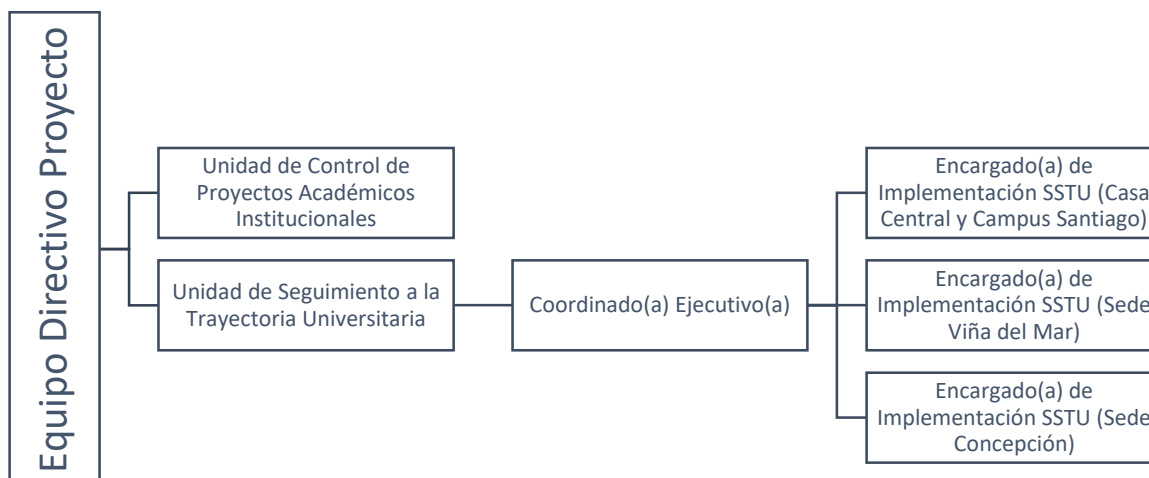 Equipo Directivo Proyecto
Unidad de Control de
Proyectos Académicos
Institucionales
Unidad de Seguimiento a la
Trayectoria Universitaria
Coordinado(a) Ejecutivo(a)
Encargado(a) de
Implementación SSTU (Casa
Central y Campus Santiago)
Encargado(a) de
Implementación SSTU (Sede
Viña del Mar)
Encargado(a) de
Implementación SSTU (Sede
Concepción)